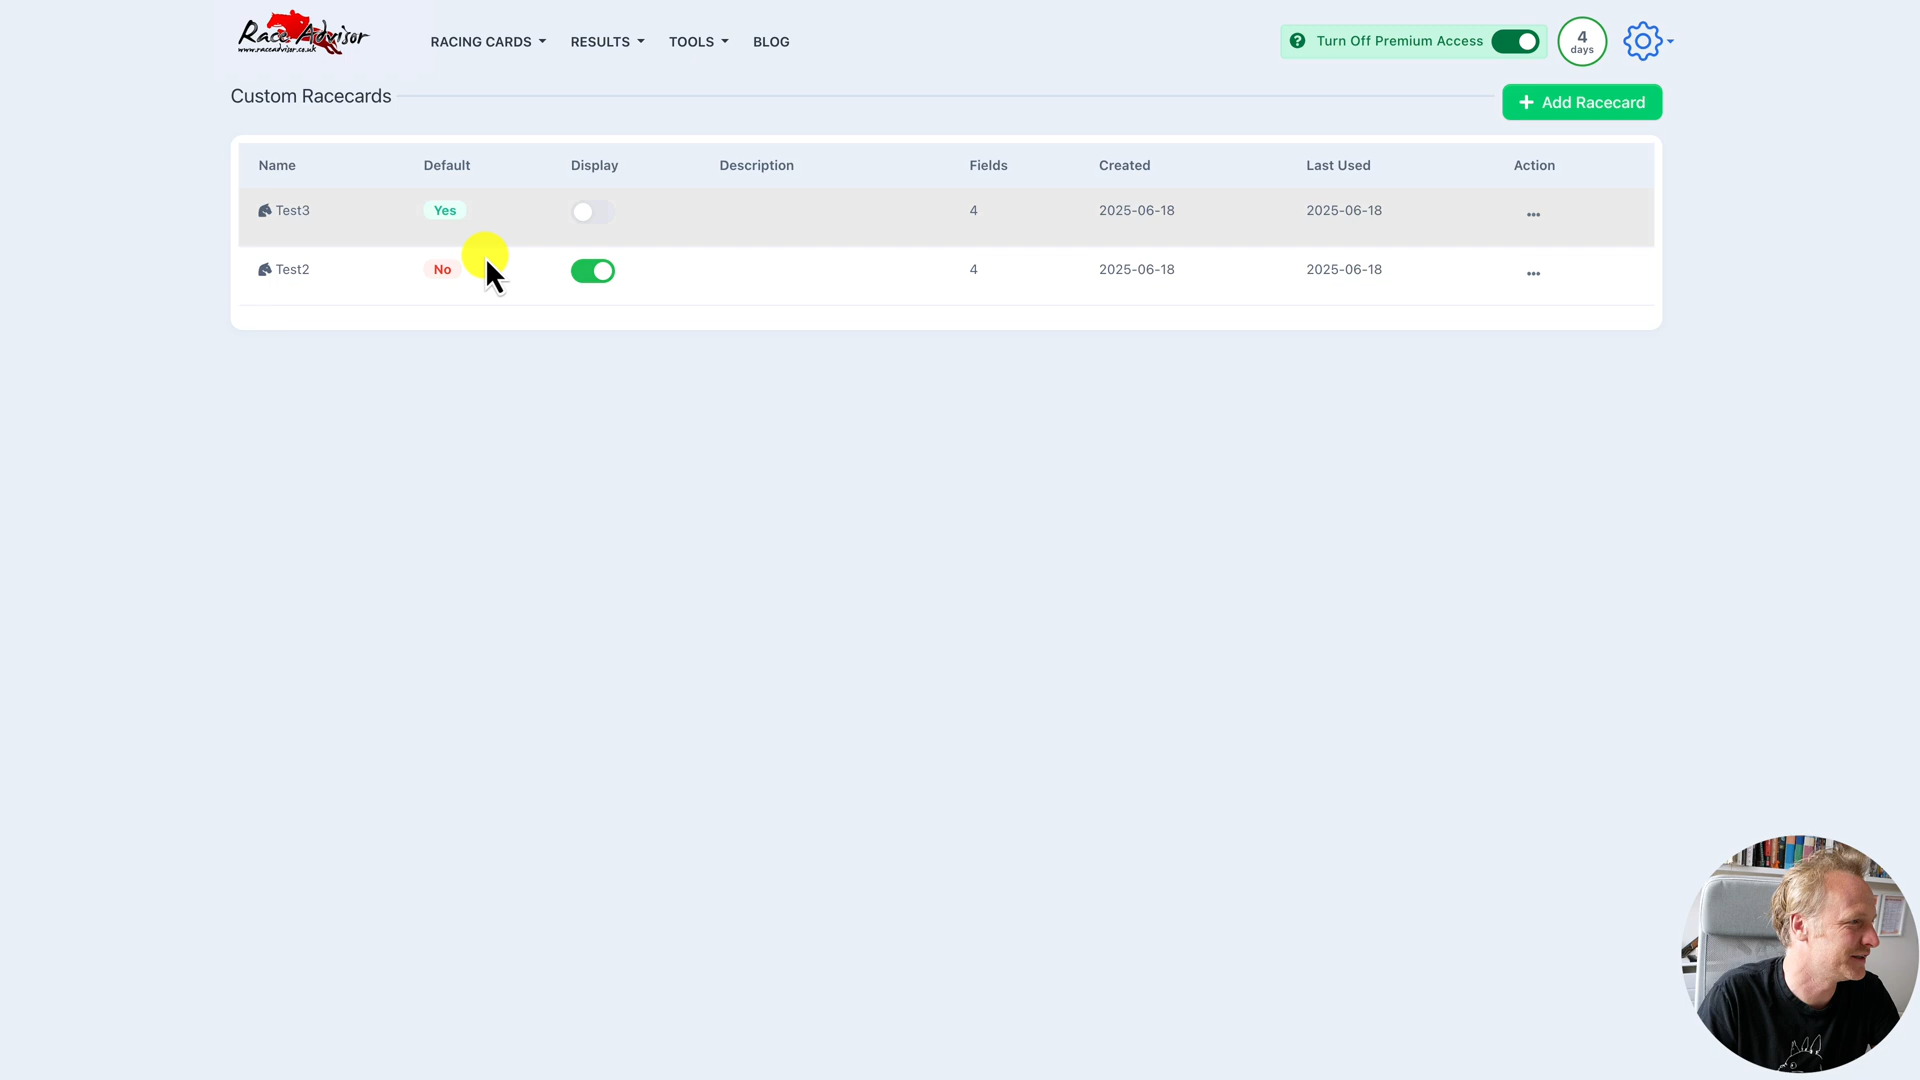 Race Advisor
www.raceadvisor.co.uk
RACING CARDS
RESULTS
TOOLS
BLOG
Turn Off Premium Access
4
days
Custom Racecards
Add Racecard
Name Default Display Description Fields Created Last Used Action
Test3 Yes 4 2025-06-18 2025-06-18 •••
Test2 No 4 2025-06-18 2025-06-18 •••